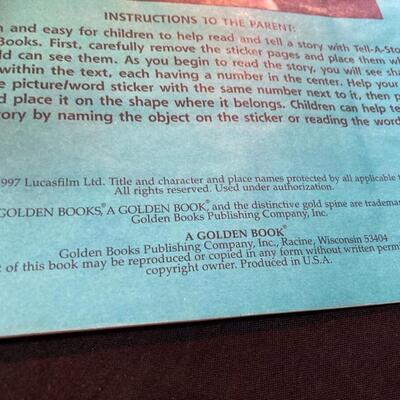 INSTRUCTIONS TO THE PARENT:
and easy for children to help read and tell a story with Tell-A-Sto
Books. First, carefully remove the sticker pages and place them wh
ld can see them. As you begin to read the story, you will see sha
within the text, each having a number in the center. Help your
e picture/word sticker with the same number next to it, then p
d place it on the shape where it belongs. Children can help te
ory by naming the object on the sticker or reading the word
997 Lucasfilm Ltd. Title and character and place names protected by all applicable t
All rights reserved. Used under authorization.
GOLDEN BOOKS,® A GOLDEN BOOK,® and the distinctive gold spine are trademar
Golden Books Publishing Company, Inc.
A GOLDEN BOOK®
Golden Books Publishing Company, Inc., Racine, Wisconsin 53404
t of this book may be reproduced or copied in any form without written permi
copyright owner. Produced in U.S.A.